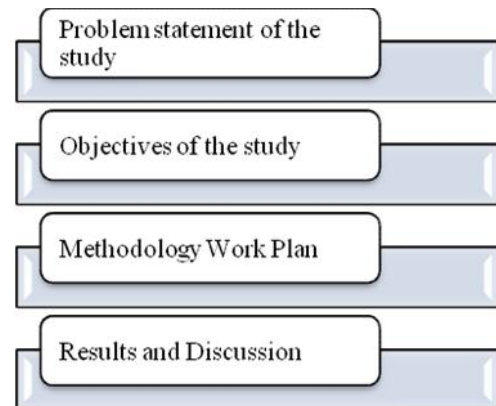 Problem statement of the
study
Objectives of the study
Methodology Work Plan
Results and Discussion